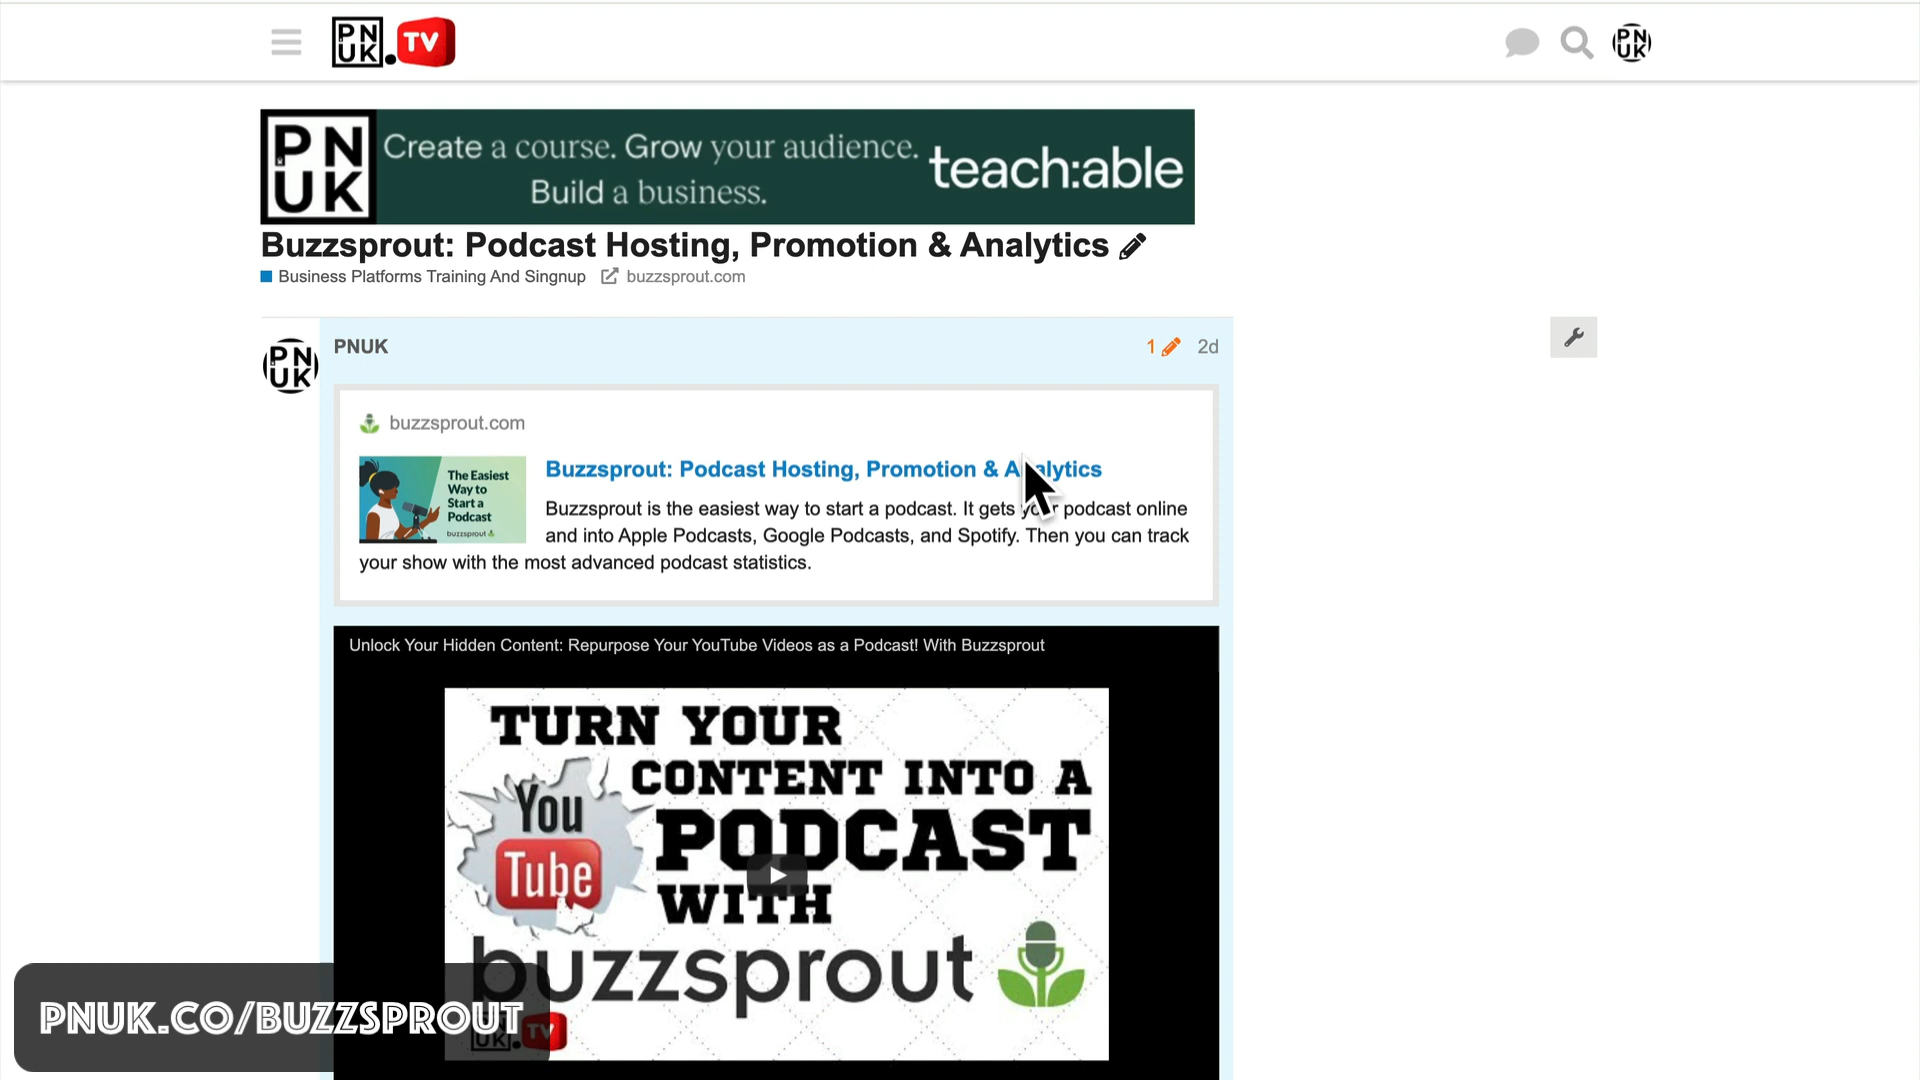 PN
UK.TV
PN
UK
PN
UK
Create a course. Grow your audience.
Build a business.
teach:able
Buzzsprout: Podcast Hosting, Promotion & Analytics
Business Platforms Training And Singnup buzzsprout.com
PN
UK
PNUK
1 2d
buzzsprout.com
The Easiest
Way to
Start a
Podcast
buzzsprout
Buzzsprout: Podcast Hosting, Promotion & Analytics
Buzzsprout is the easiest way to start a podcast. It gets your podcast online
and into Apple Podcasts, Google Podcasts, and Spotify. Then you can track
your show with the most advanced podcast statistics.
Unlock Your Hidden Content: Repurpose Your YouTube Videos as a Podcast! With Buzzsprout
TURN YOUR
CONTENT INTO A
PODCAST
WITH
You
Tube
buzzsprout
UK.TV
PNUK.CO/BUZZSPROUT